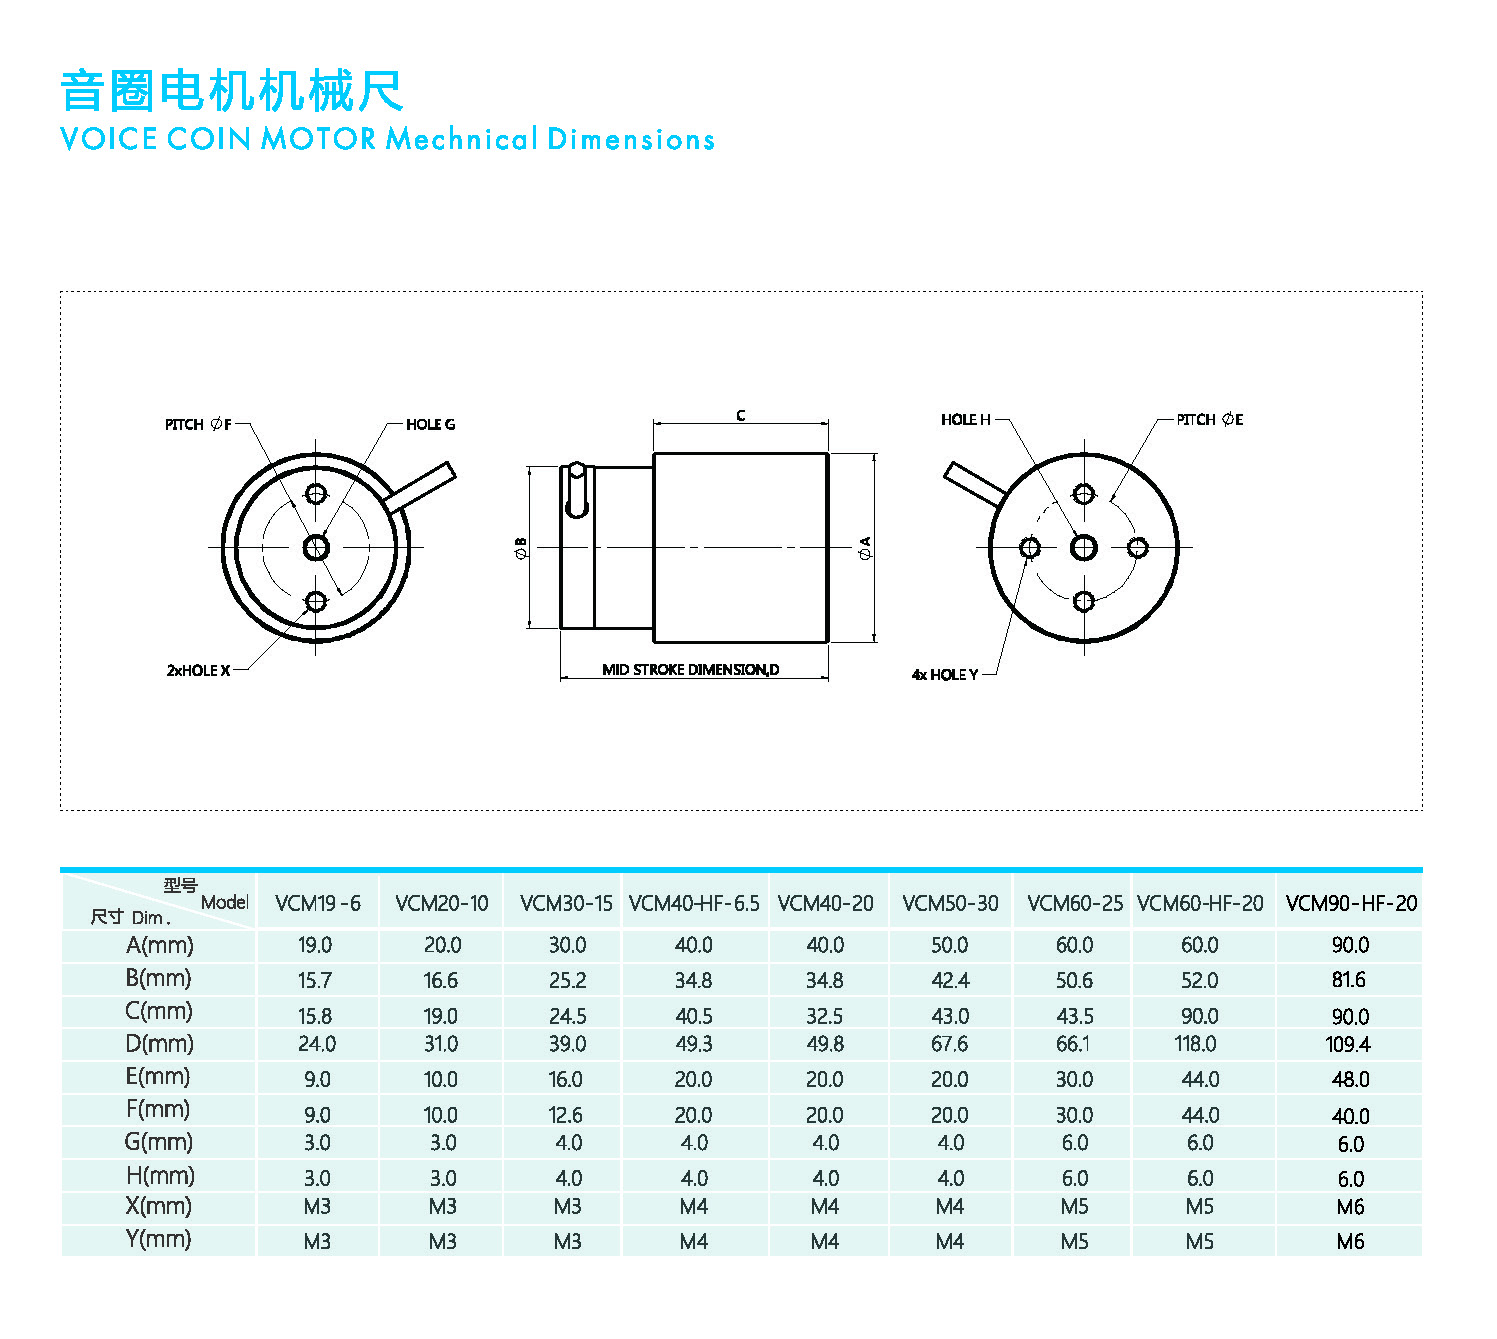 音圈电机机械尺
VOICE COIN MOTOR Mechnical Dimensions
PITCH ∅F
HOLE G
C
HOLE H
PITCH ∅E
∅B
∅A
2xHOLE X
MID STROKE DIMENSION,D
4x HOLE Y
型号 Model 尺寸 Dim. VCM19-6 VCM20-10 VCM30-15 VCM40-HF-6.5 VCM40-20 VCM50-30 VCM60-25 VCM60-HF-20 VCM90-HF-20
A(mm) 19.0 20.0 30.0 40.0 40.0 50.0 60.0 60.0 90.0
B(mm) 15.7 16.6 25.2 34.8 34.8 42.4 50.6 52.0 81.6
C(mm) 15.8 19.0 24.5 40.5 32.5 43.0 43.5 90.0 90.0
D(mm) 24.0 31.0 39.0 49.3 49.8 67.6 66.1 118.0 109.4
E(mm) 9.0 10.0 16.0 20.0 20.0 20.0 30.0 44.0 48.0
F(mm) 9.0 10.0 12.6 20.0 20.0 20.0 30.0 44.0 40.0
G(mm) 3.0 3.0 4.0 4.0 4.0 4.0 6.0 6.0 6.0
H(mm) 3.0 3.0 4.0 4.0 4.0 4.0 6.0 6.0 6.0
X(mm) M3 M3 M3 M4 M4 M4 M5 M5 M6
Y(mm) M3 M3 M3 M4 M4 M4 M5 M5 M6